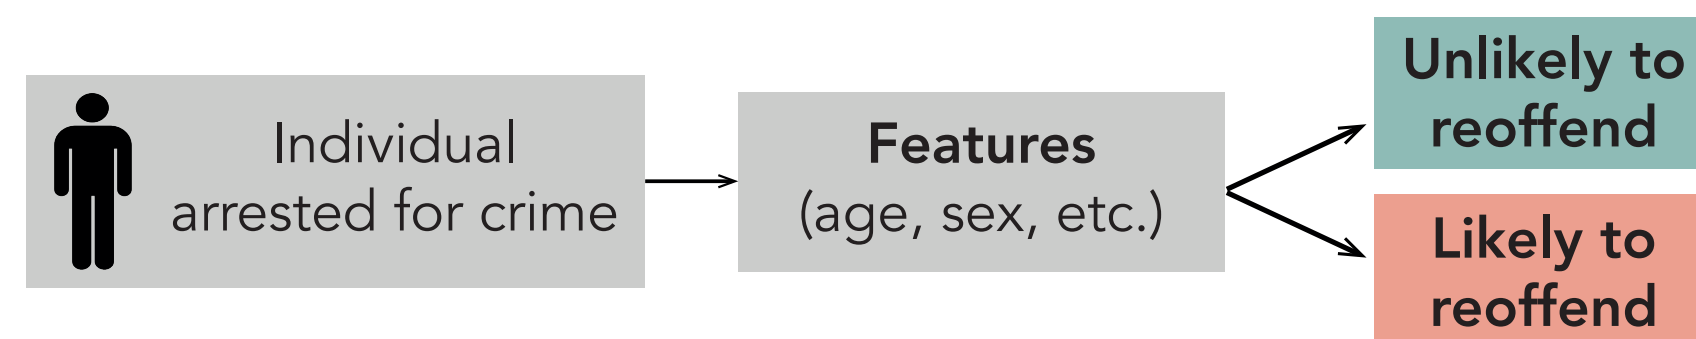 Individual
arrested for crime
Features
(age, sex, etc.)
Unlikely to
reoffend
Likely to
reoffend